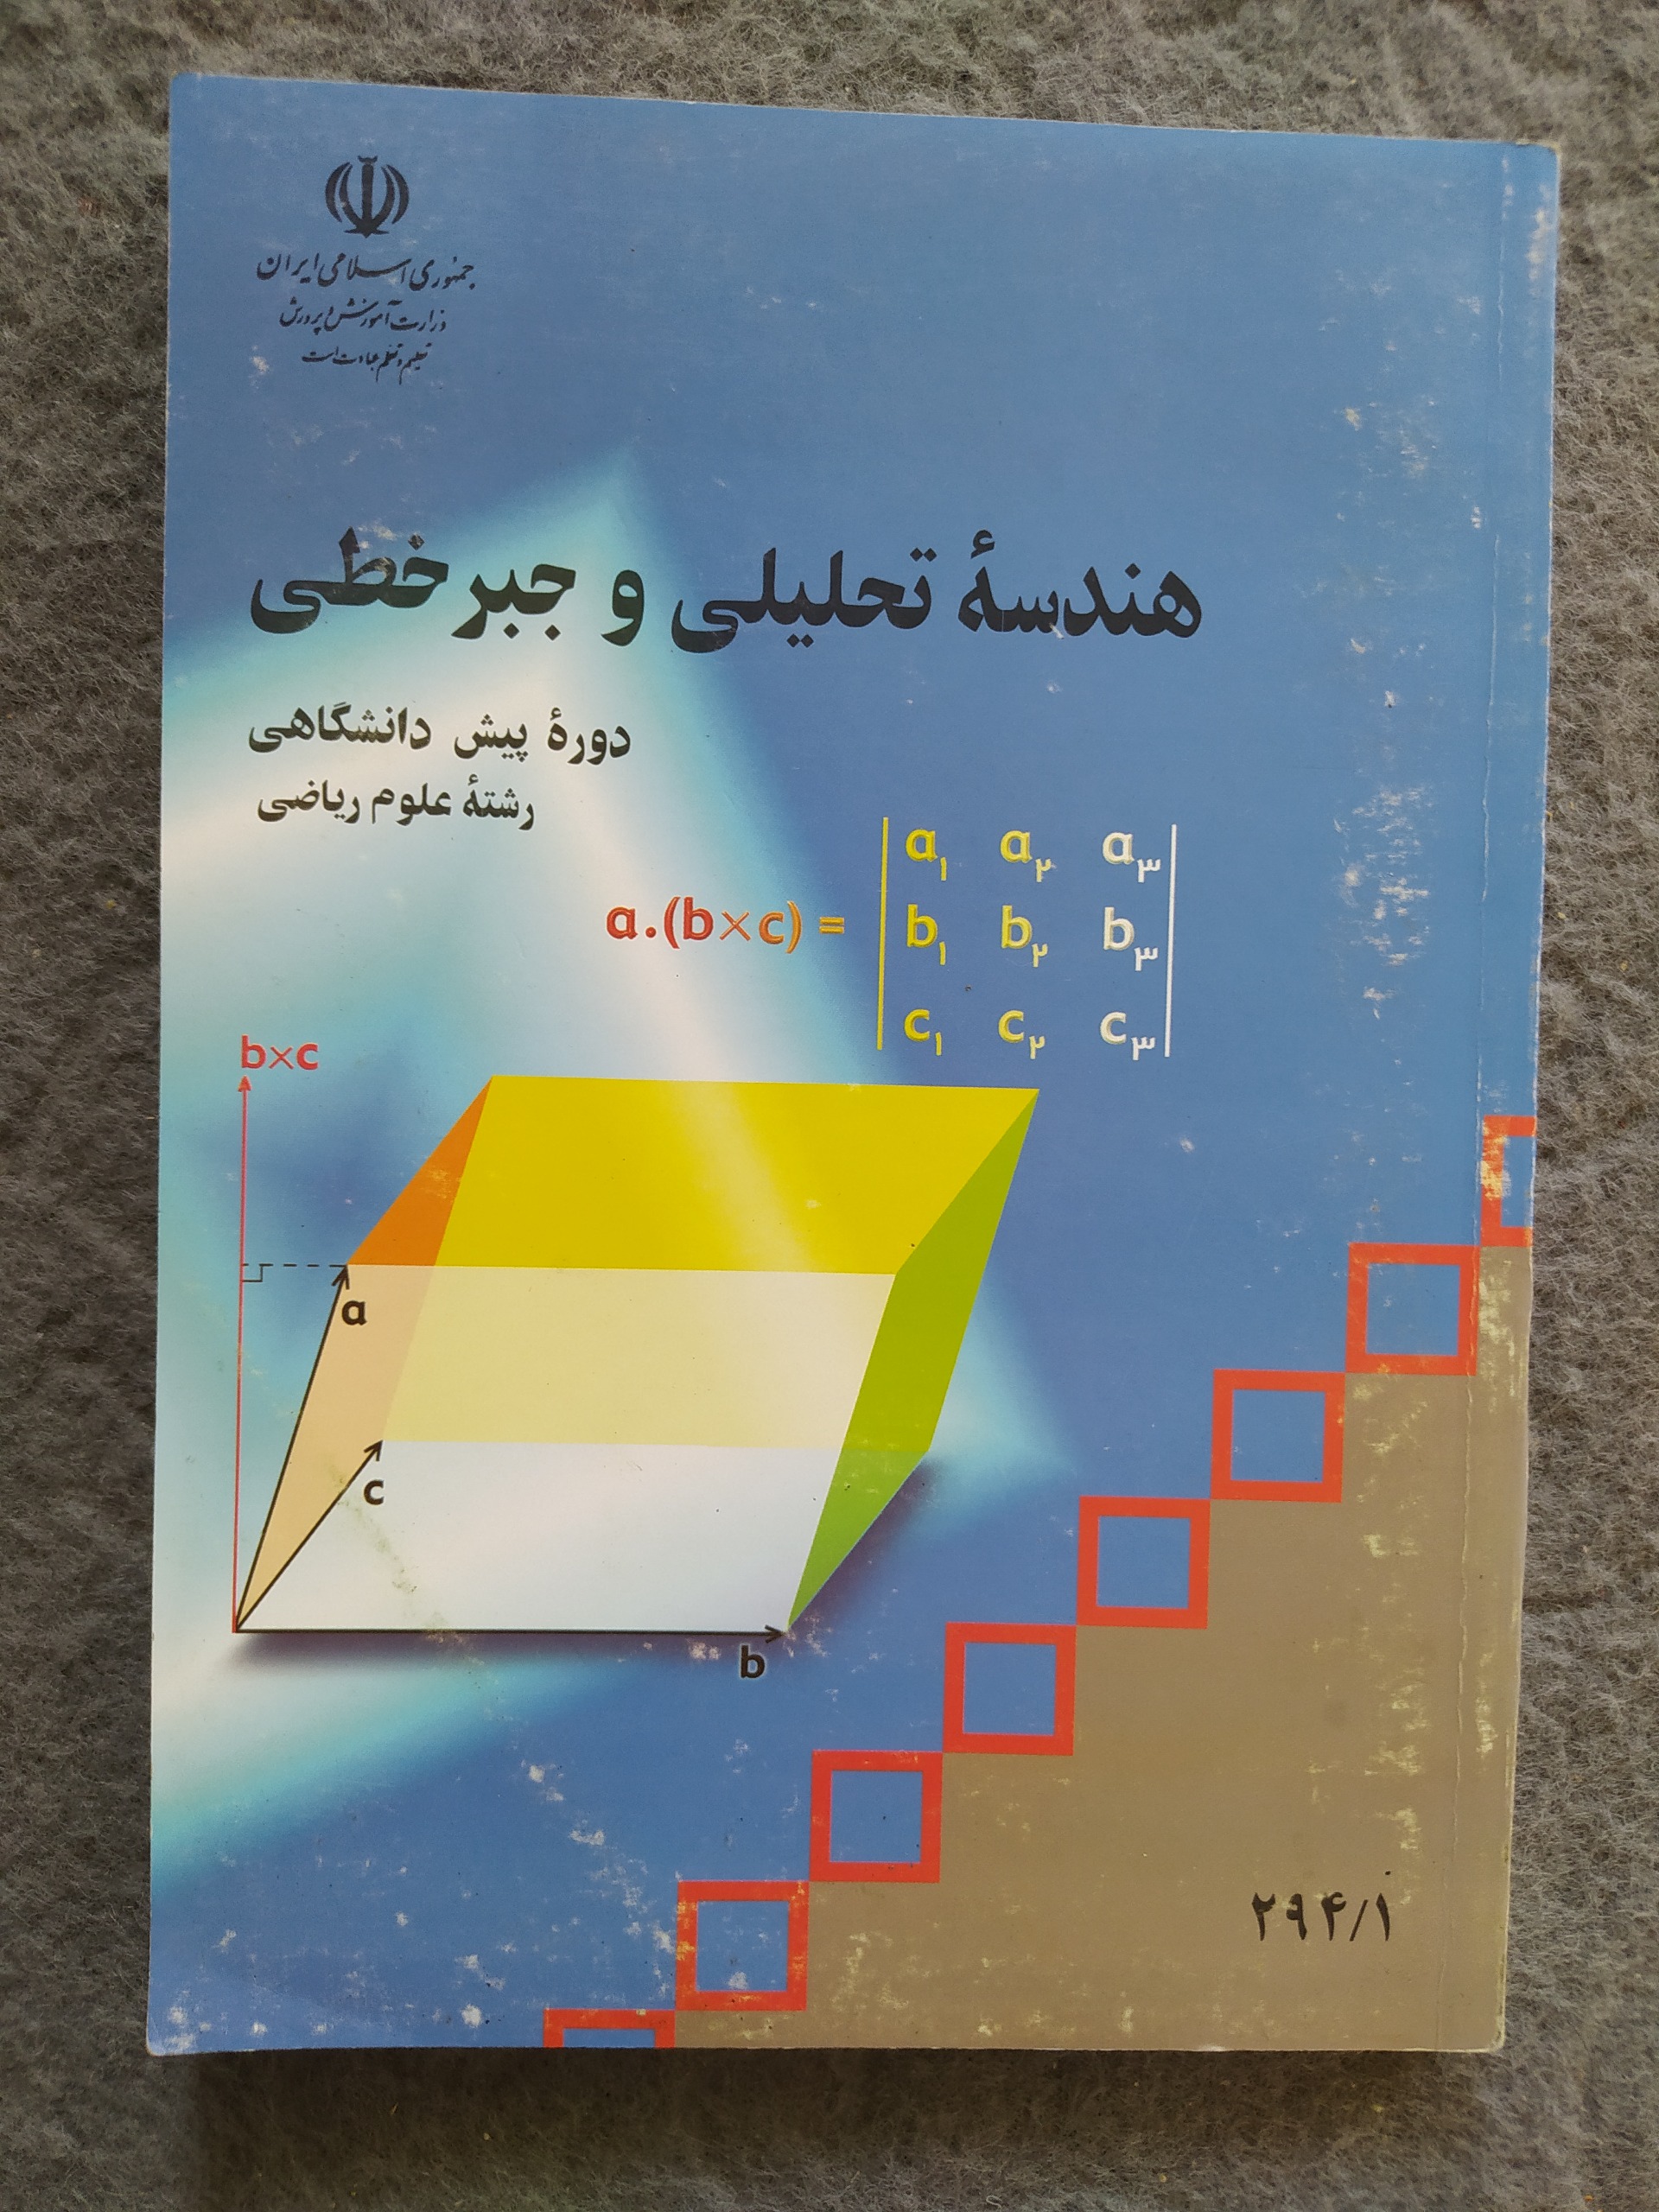 جمهوری اسلامی ایران
وزارت آموزش و پرورش
تعلیم و تعلم عبادت است
هندسهٔ تحلیلی و جبر خطی
دورهٔ پیش دانشگاهی
رشتهٔ علوم ریاضی
a₁ a₂ a₃
a.(b×c) = b₁ b₂ b₃
c₁ c₂ c₃
b×c
a
c
b
۲۹۴/۱